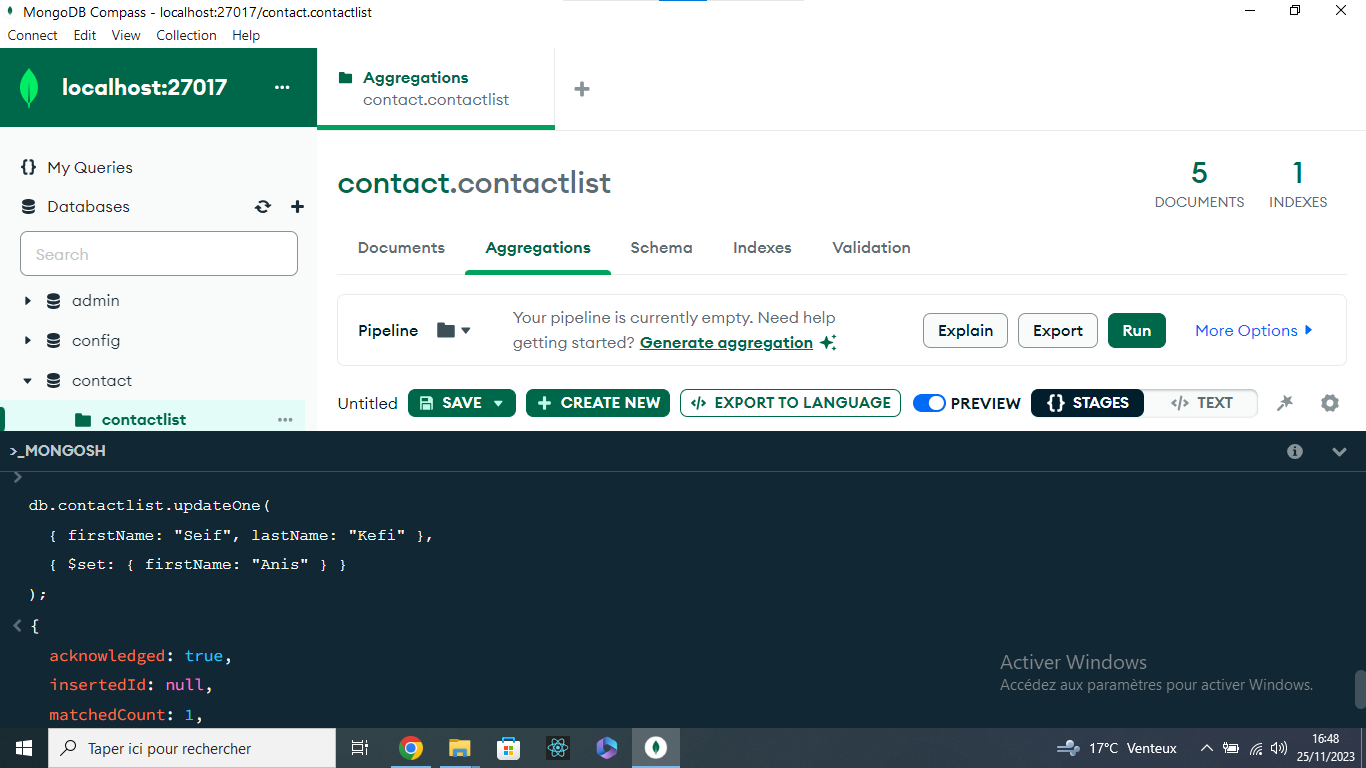 MongoDB Compass - localhost:27017/contact.contactlist
Connect Edit View Collection Help
localhost:27017 ...
Aggregations
contact.contactlist
+
{} My Queries
Databases
Search
admin
config
contact
contactlist ...
contact.contactlist
5
DOCUMENTS
1
INDEXES
Documents Aggregations Schema Indexes Validation
Pipeline
Your pipeline is currently empty. Need help
getting started? Generate aggregation
Explain Export Run More Options
Untitled SAVE + CREATE NEW </> EXPORT TO LANGUAGE PREVIEW {} STAGES </> TEXT
>_MONGOSH
>
db.contactlist.updateOne(
{ firstName: "Seif", lastName: "Kefi" },
{ $set: { firstName: "Anis" } }
);
< {
acknowledged: true,
insertedId: null,
matchedCount: 1,
Activer Windows
Accédez aux paramètres pour activer Windows.
Taper ici pour rechercher
17°C Venteux
16:48
25/11/2023